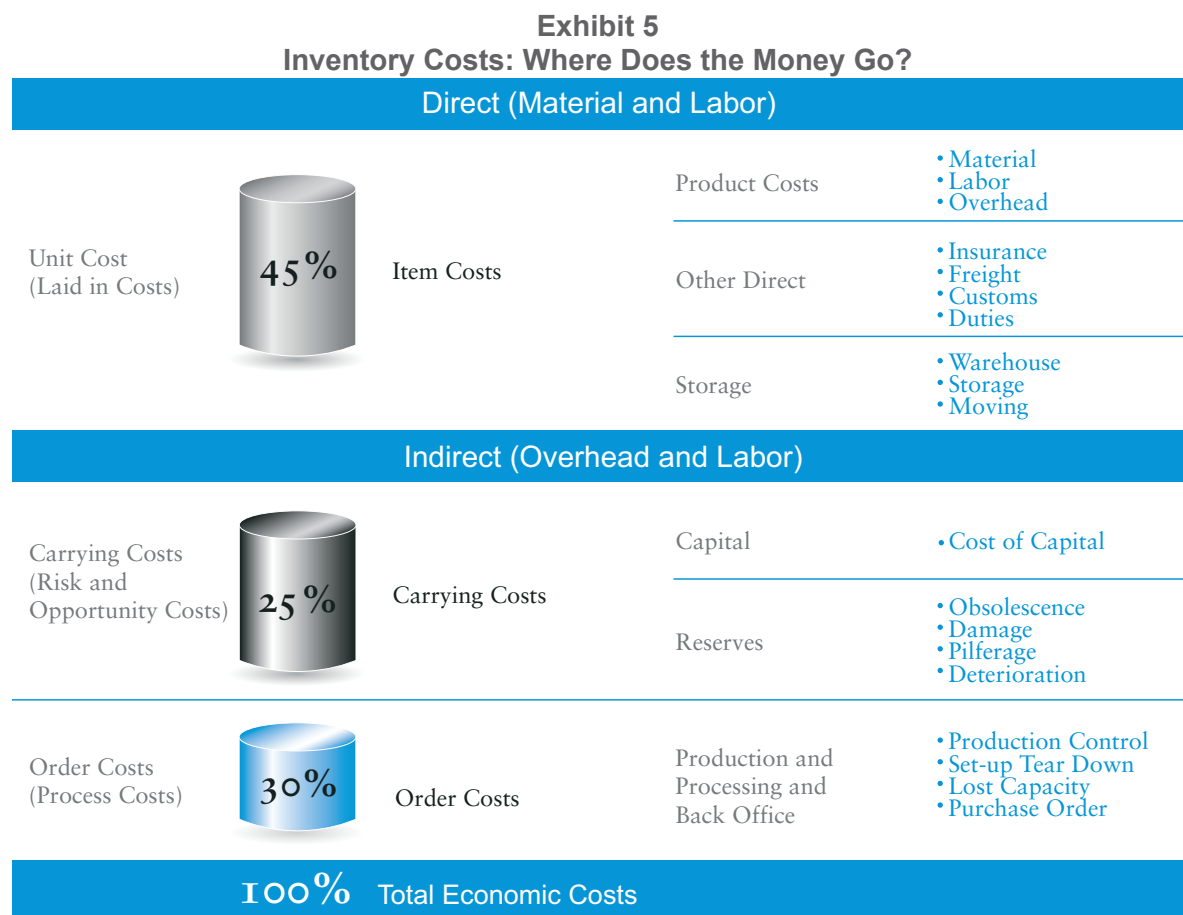 Exhibit 5
Inventory Costs: Where Does the Money Go?
Direct (Material and Labor)
Unit Cost
(Laid in Costs)
45%
Item Costs
Product Costs
• Material
• Labor
• Overhead
Other Direct
• Insurance
• Freight
• Customs
• Duties
Storage
• Warehouse
• Storage
• Moving
Indirect (Overhead and Labor)
Carrying Costs
(Risk and
Opportunity Costs)
25%
Carrying Costs
Capital
• Cost of Capital
Reserves
• Obsolescence
• Damage
• Pilferage
• Deterioration
Order Costs
(Process Costs)
30%
Order Costs
Production and
Processing and
Back Office
• Production Control
• Set-up Tear Down
• Lost Capacity
• Purchase Order
100% Total Economic Costs